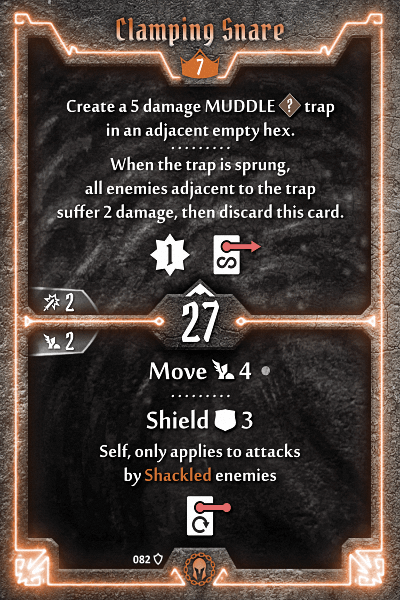 Clamping Snare
7
Create a 5 damage MUDDLE ? trap
in an adjacent empty hex.
When the trap is sprung,
all enemies adjacent to the trap
suffer 2 damage, then discard this card.
1
2
27
2
Move 4
Shield 3
Self, only applies to attacks
by Shackled enemies
082